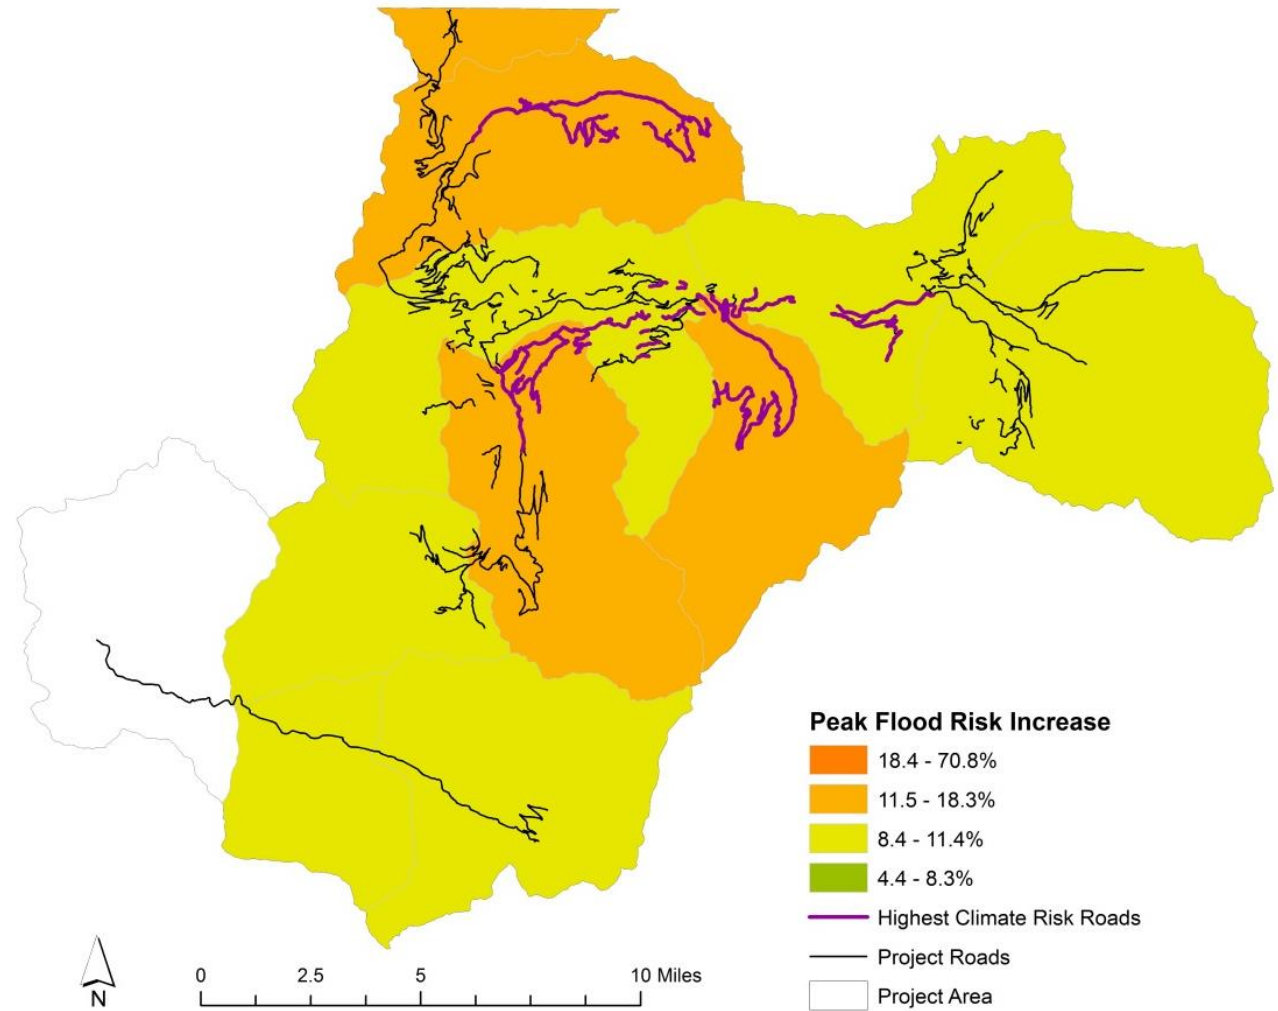 Peak Flood Risk Increase
18.4 - 70.8%
11.5 - 18.3%
8.4 - 11.4%
4.4 - 8.3%
Highest Climate Risk Roads
Project Roads
Project Area
N
0 2.5 5 10 Miles